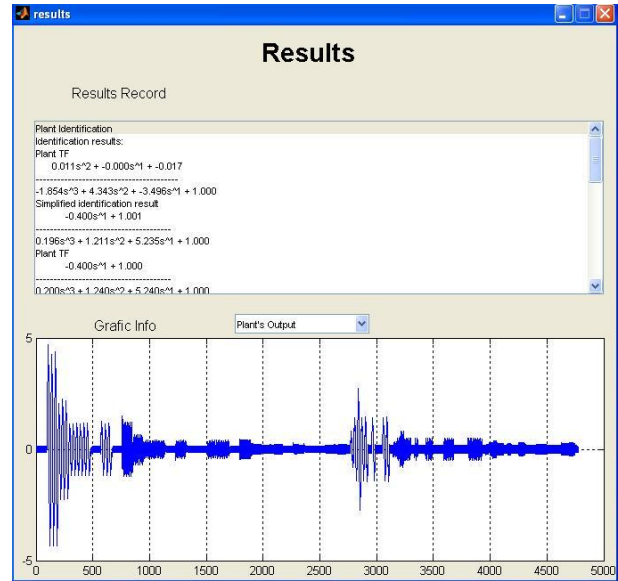 results
Results
Results Record
Plant Identification
Identification results:
Plant TF
0.011s^2 + -0.000s^1 + -0.017
----------------------------------------
-1.854s^3 + 4.343s^2 + -3.496s^1 + 1.000
Simplified identification result
-0.400s^1 + 1.001
--------------------------------------
0.196s^3 + 1.211s^2 + 5.235s^1 + 1.000
Plant TF
-0.400s^1 + 1.000
--------------------------------------
0.200s^3 + 1.240s^2 + 5.240s^1 + 1.000
Grafic Info
Plant's Output
5
0
-5
0 500 1000 1500 2000 2500 3000 3500 4000 4500 5000